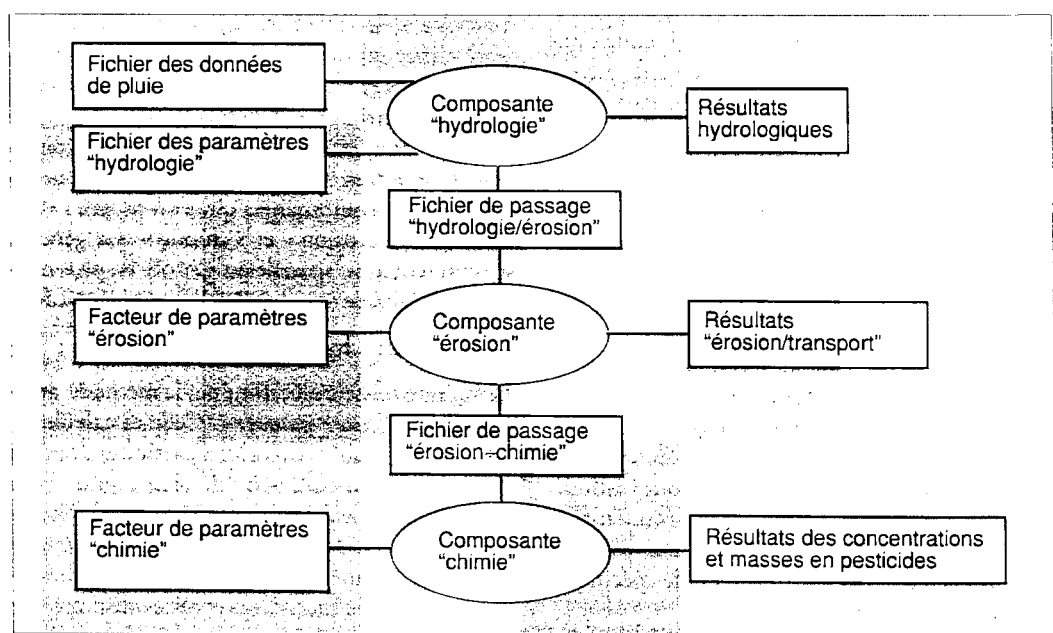 Fichier des données
de pluie
Composante
“hydrologie”
Résultats
hydrologiques
Fichier des paramètres
“hydrologie”
Fichier de passage
“hydrologie/érosion”
Facteur de paramètres
“érosion”
Composante
“érosion”
Résultats
“érosion/transport”
Fichier de passage
“érosion-chimie”
Facteur de paramètres
“chimie”
Composante
“chimie”
Résultats des concentrations
et masses en pesticides